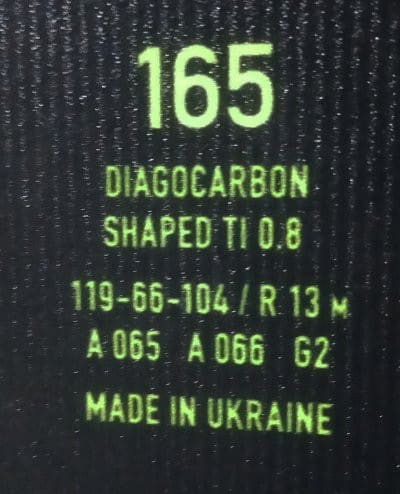 165
DIAGOCARBON
SHAPED TI 0.8
119-66-104 / R 13 M
A 065 A 066 G2
MADE IN UKRAINE